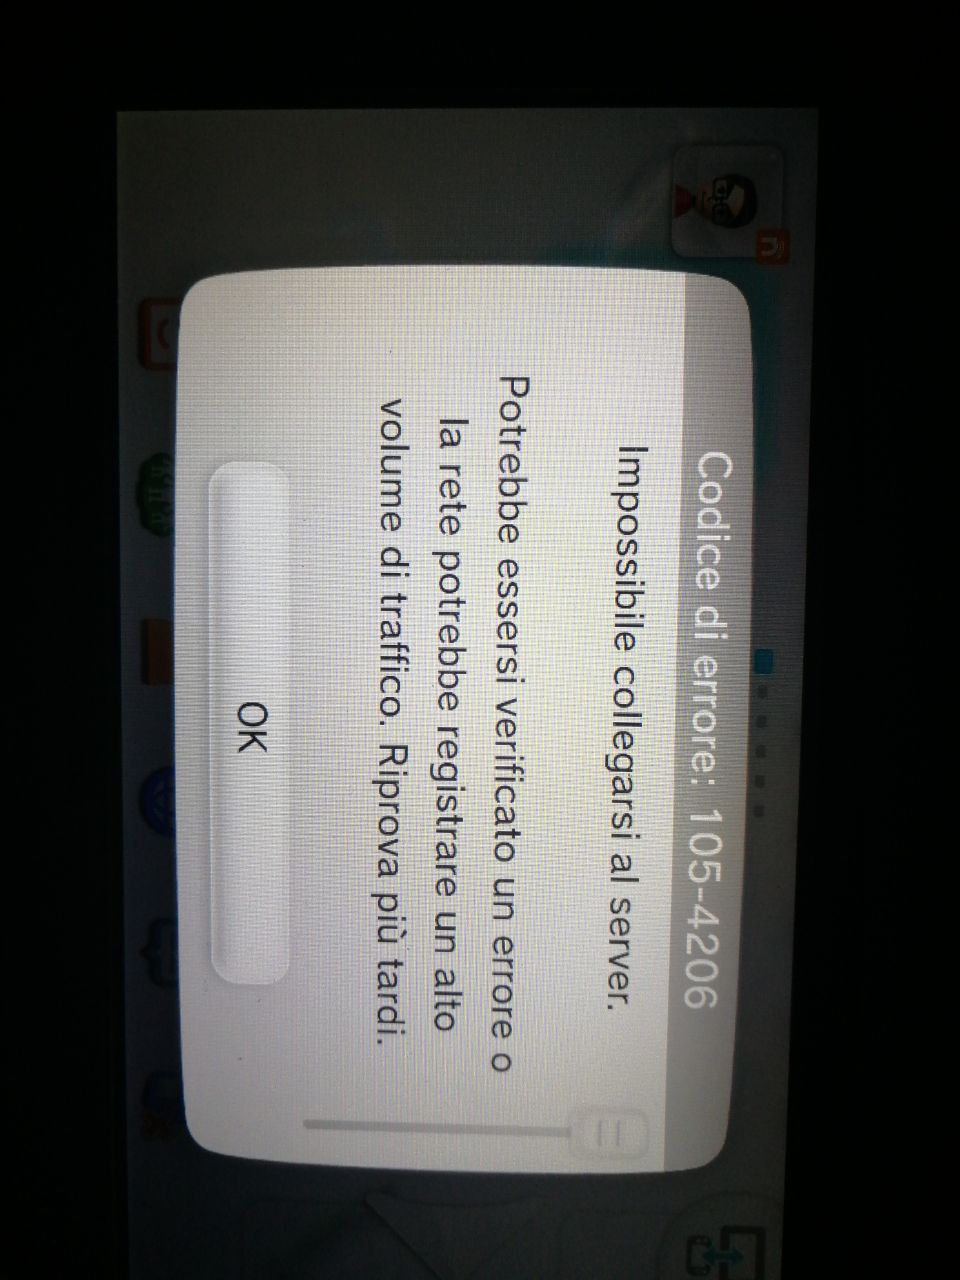 Codice di errore: 105-4206
Impossibile collegarsi al server.
Potrebbe essersi verificato un errore o
la rete potrebbe registrare un alto
volume di traffico. Riprova più tardi.
OK